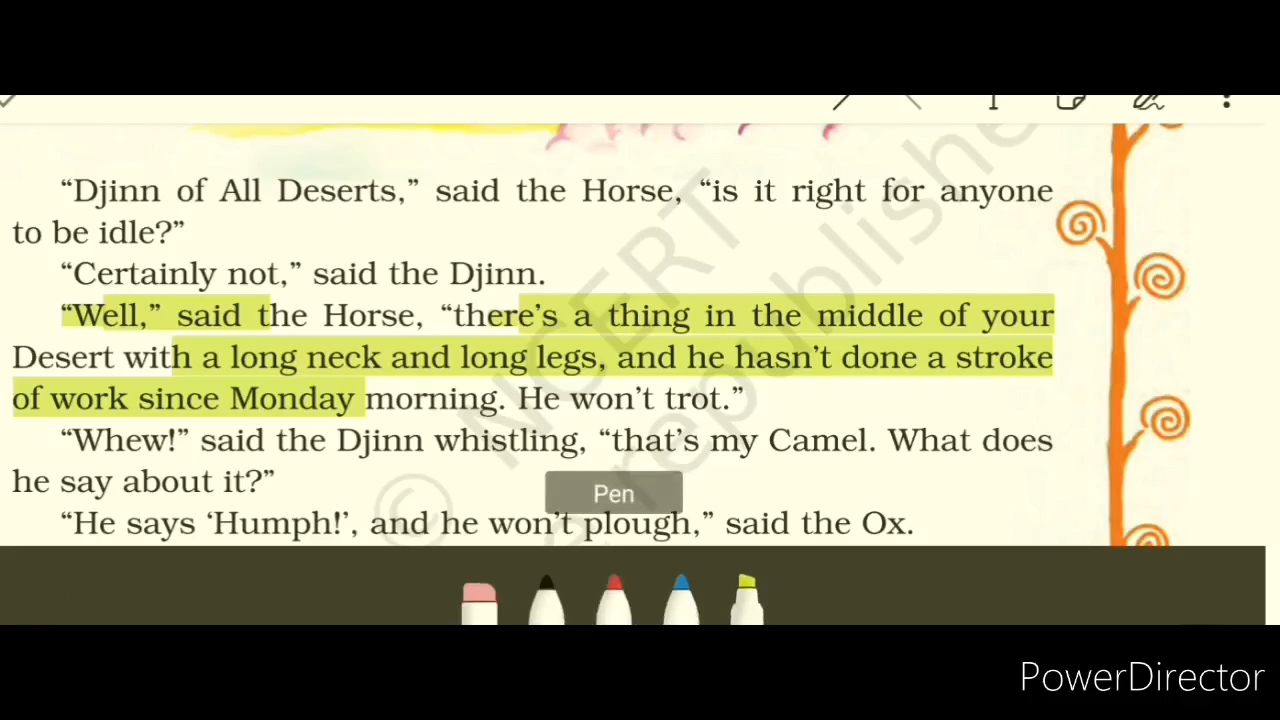 “Djinn of All Deserts,” said the Horse, “is it right for anyone
to be idle?”
“Certainly not,” said the Djinn.
“Well,” said the Horse, “there’s a thing in the middle of your
Desert with a long neck and long legs, and he hasn’t done a stroke
of work since Monday morning. He won’t trot.”
“Whew!” said the Djinn whistling, “that’s my Camel. What does
he say about it?”
Pen
“He says ‘Humph!’, and he won’t plough,” said the Ox.
© NCERT
republishe
PowerDirector